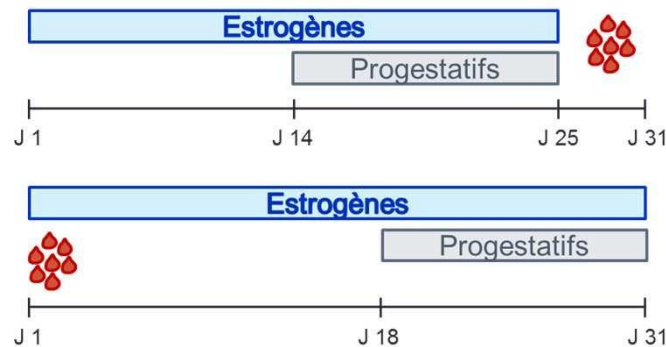 Estrogènes
Progestatifs
J 1 J 14 J 25 J 31
Estrogènes
Progestatifs
J 1 J 18 J 31